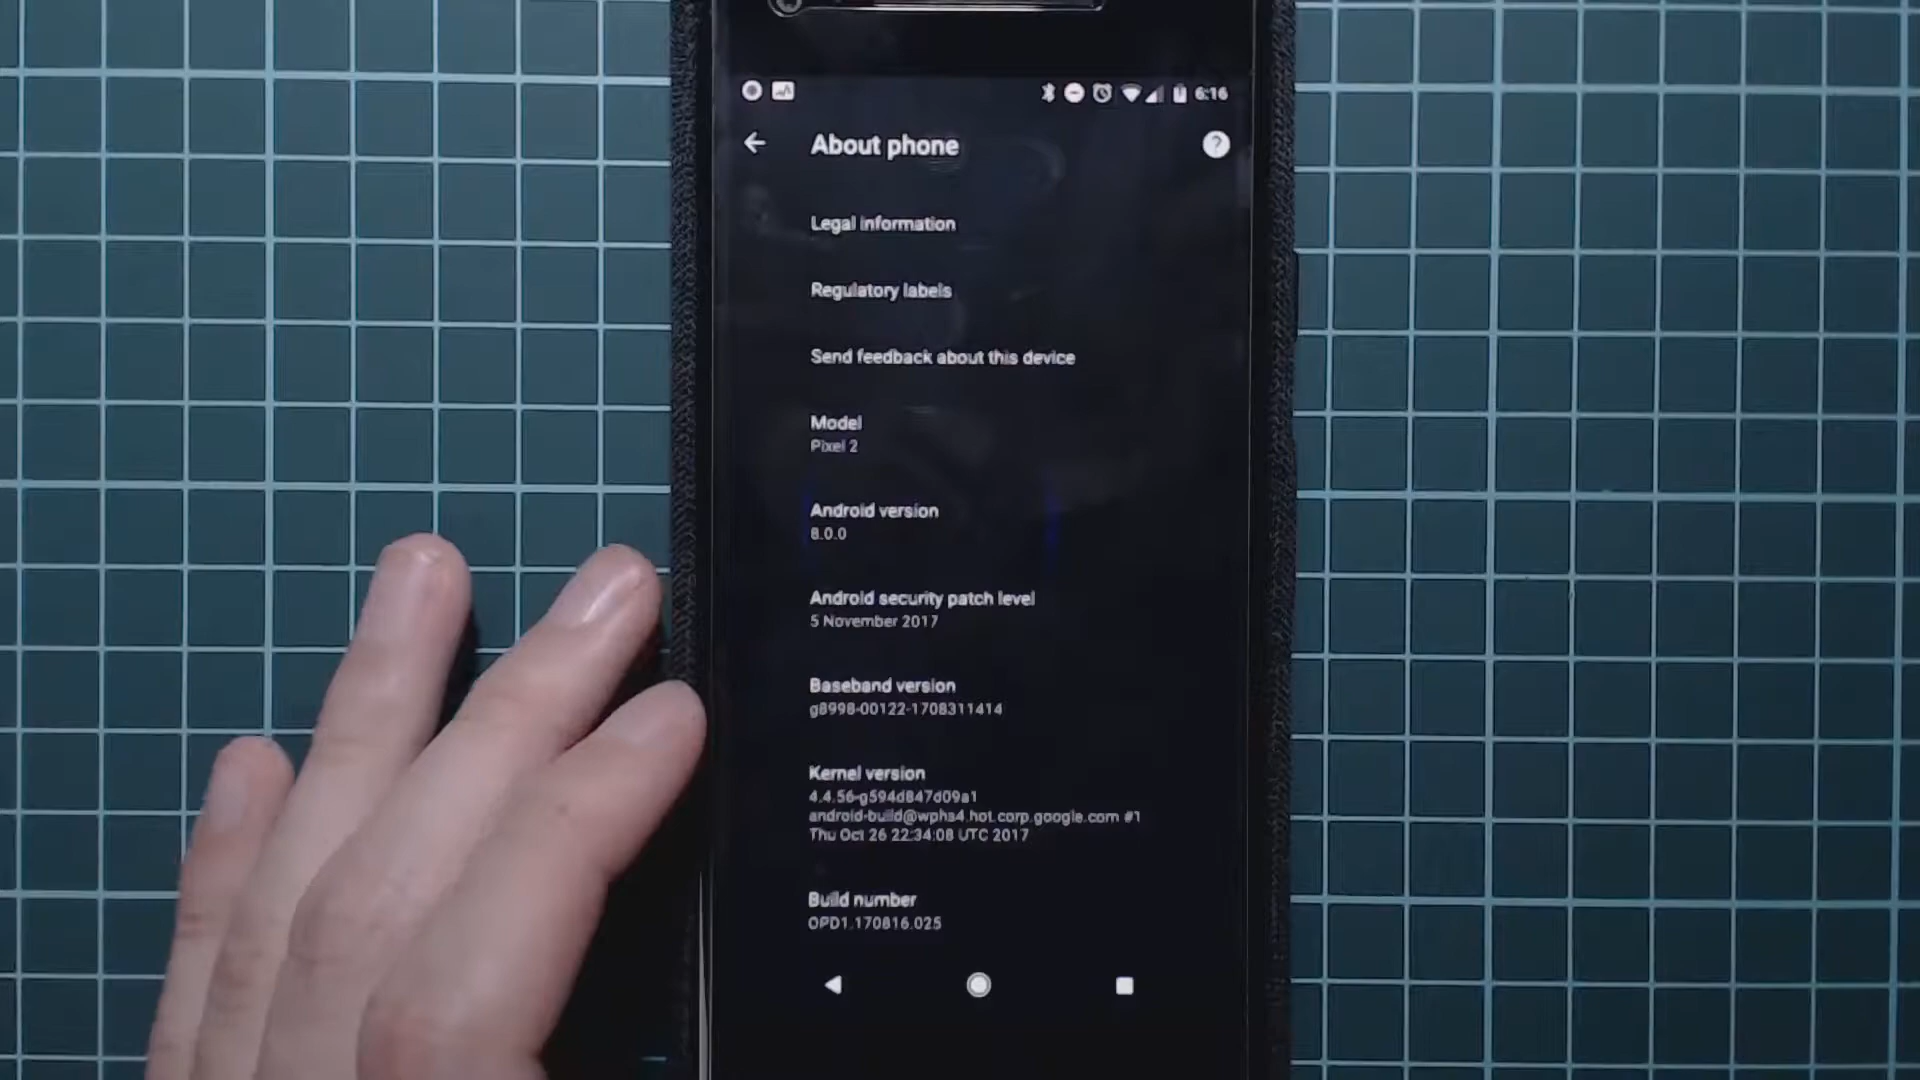 6:16
About phone
Legal information
Regulatory labels
Send feedback about this device
Model
Pixel 2
Android version
8.0.0
Android security patch level
5 November 2017
Baseband version
g8998-00122-1708311414
Kernel version
4.4.56-g594d847d09a1
android-build@wphs4.hot.corp.google.com #1
Thu Oct 26 22:34:08 UTC 2017
Build number
OPD1.170816.025